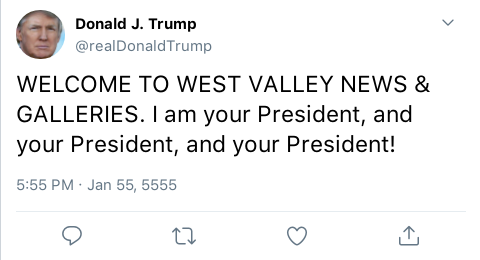 Donald J. Trump
@realDonaldTrump
WELCOME TO WEST VALLEY NEWS &
GALLERIES. I am your President, and
your President, and your President!
5:55 PM · Jan 55, 5555